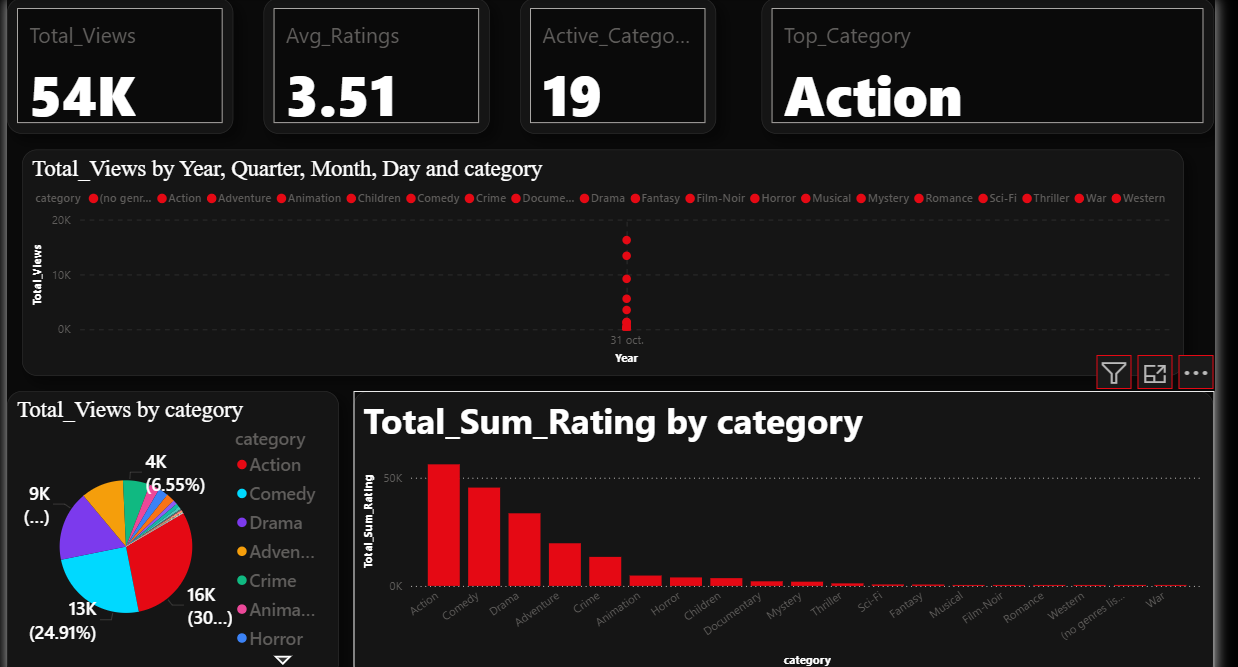 Total_Views
54K
Avg_Ratings
3.51
Active_Catego...
19
Top_Category
Action
Total_Views by Year, Quarter, Month, Day and category
category (no genr... Action Adventure Animation Children Comedy Crime Docume... Drama Fantasy Film-Noir Horror Musical Mystery Romance Sci-Fi Thriller War Western
20K
10K
0K
Total_Views
31 oct.
Year
Total_Views by category
category
Action
Comedy
Drama
Adven...
Crime
Anima...
Horror
4K
(6.55%)
9K
(...)
16K
(30...)
13K
(24.91%)
Total_Sum_Rating by category
50K
0K
Total_Sum_Rating
Action
Comedy
Drama
Adventure
Crime
Animation
Horror
Children
Documentary
Mystery
Thriller
Sci-Fi
Fantasy
Musical
Film-Noir
Romance
Western
(no genres lis...
War
category